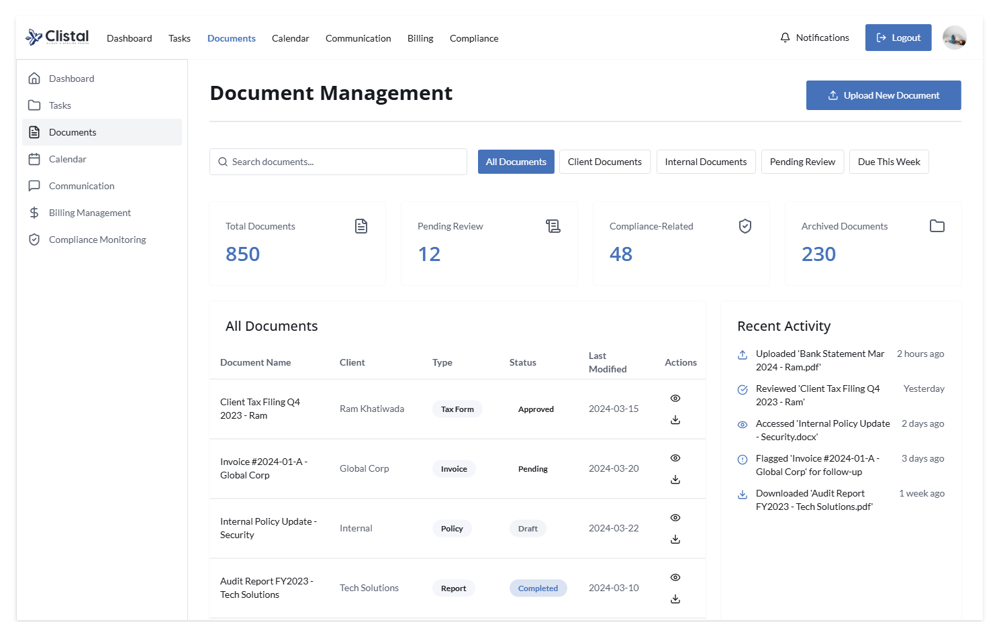 Clistal
Dashboard
Tasks
Documents
Calendar
Communication
Billing
Compliance
Notifications
Logout
Dashboard
Tasks
Documents
Calendar
Communication
Billing Management
Compliance Monitoring
Document Management
Upload New Document
Search documents...
All Documents
Client Documents
Internal Documents
Pending Review
Due This Week
Total Documents
850
Pending Review
12
Compliance-Related
48
Archived Documents
230
All Documents
Document Name
Client
Type
Status
Last
Modified
Actions
Client Tax Filing Q4
2023 - Ram
Ram Khatiwada
Tax Form
Approved
2024-03-15
Invoice #2024-01-A -
Global Corp
Global Corp
Invoice
Pending
2024-03-20
Internal Policy Update -
Security
Internal
Policy
Draft
2024-03-22
Audit Report FY2023 -
Tech Solutions
Tech Solutions
Report
Completed
2024-03-10
Recent Activity
Uploaded 'Bank Statement Mar
2024 - Ram.pdf'
2 hours ago
Reviewed 'Client Tax Filing Q4
2023 - Ram'
Yesterday
Accessed 'Internal Policy Update
- Security.docx'
2 days ago
Flagged 'Invoice #2024-01-A -
Global Corp' for follow-up
3 days ago
Downloaded 'Audit Report
FY2023 - Tech Solutions.pdf'
1 week ago